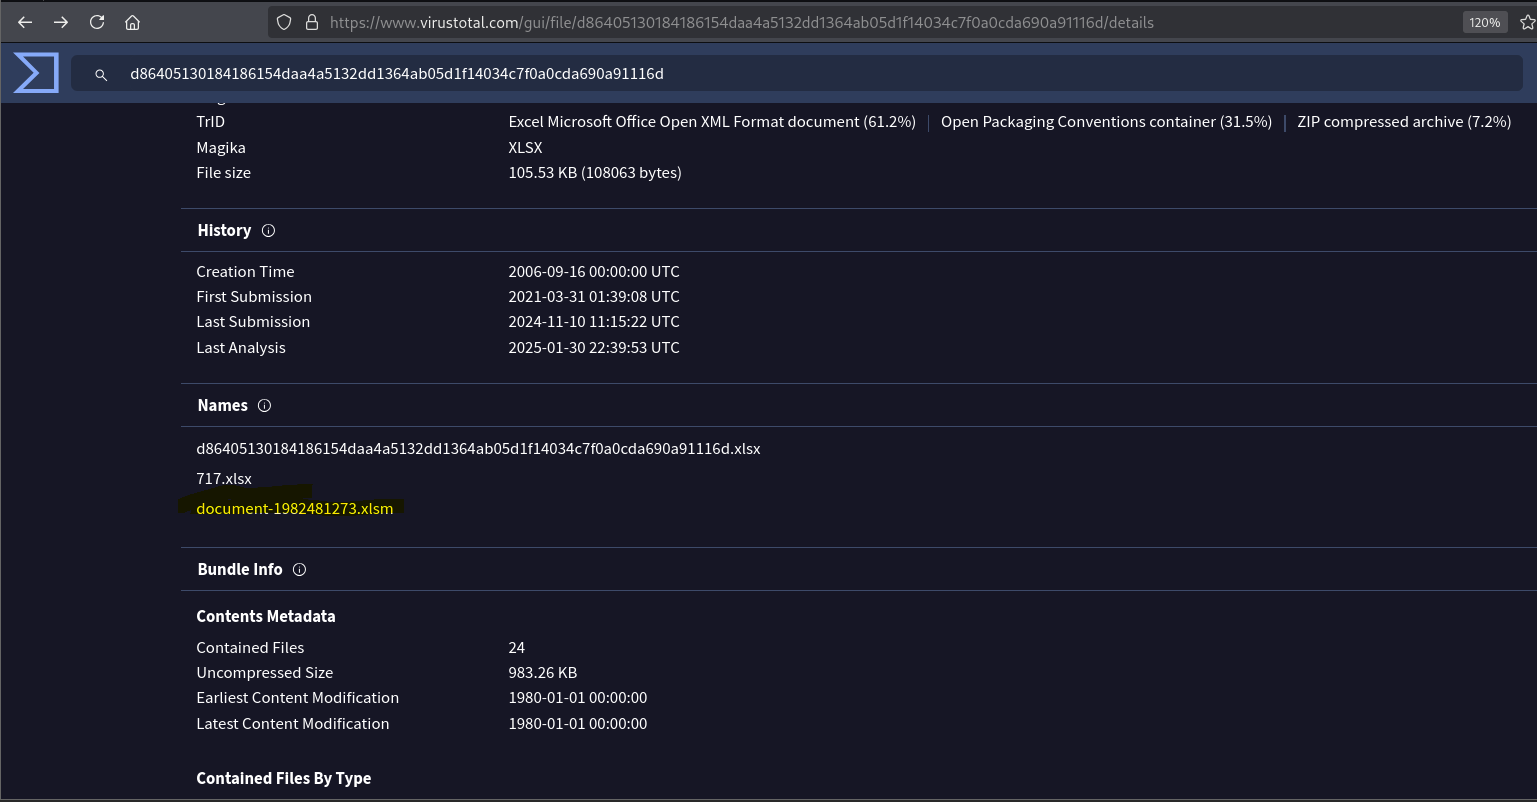 https://www.virustotal.com/gui/file/d86405130184186154daa4a5132dd1364ab05d1f14034c7f0a0cda690a91116d/details 120%
d86405130184186154daa4a5132dd1364ab05d1f14034c7f0a0cda690a91116d
TrID Excel Microsoft Office Open XML Format document (61.2%) | Open Packaging Conventions container (31.5%) | ZIP compressed archive (7.2%)
Magika XLSX
File size 105.53 KB (108063 bytes)
History
Creation Time 2006-09-16 00:00:00 UTC
First Submission 2021-03-31 01:39:08 UTC
Last Submission 2024-11-10 11:15:22 UTC
Last Analysis 2025-01-30 22:39:53 UTC
Names
d86405130184186154daa4a5132dd1364ab05d1f14034c7f0a0cda690a91116d.xlsx
717.xlsx
document-1982481273.xlsm
Bundle Info
Contents Metadata
Contained Files 24
Uncompressed Size 983.26 KB
Earliest Content Modification 1980-01-01 00:00:00
Latest Content Modification 1980-01-01 00:00:00
Contained Files By Type